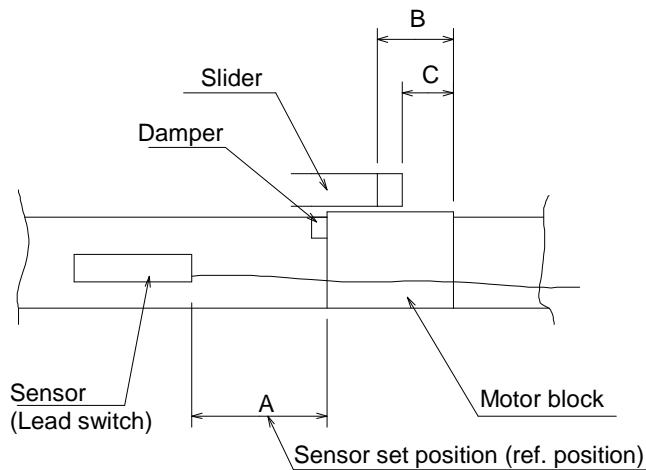 B
C
Slider
Damper
Sensor
(Lead switch)
A
Motor block
Sensor set position (ref. position)